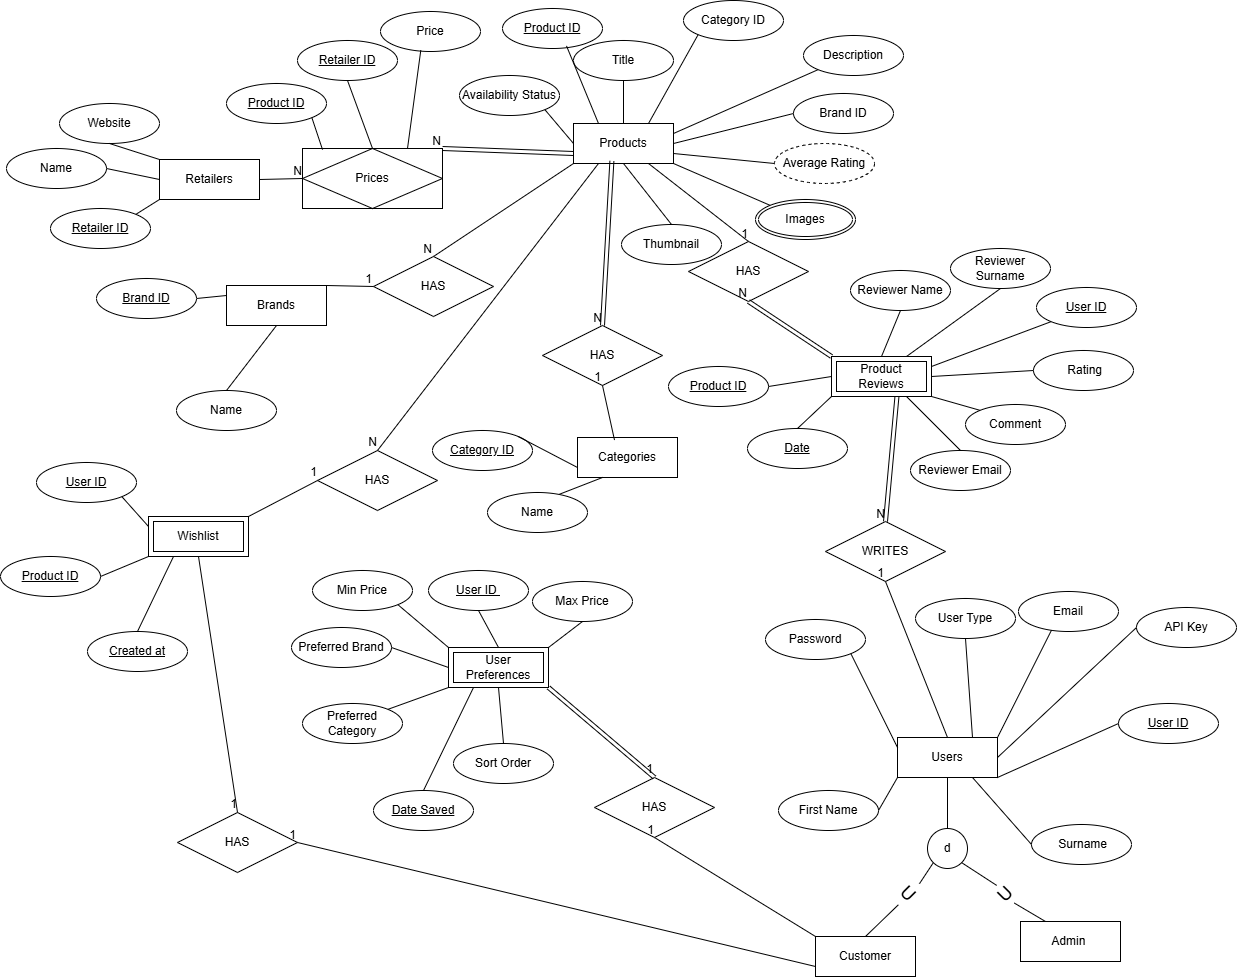 Product ID
Category ID
Price
Title
Retailer ID
Description
Availability Status
Product ID
Brand ID
Website
Products
N
Average Rating
Name
N
Retailers
Prices
Images
Retailer ID
Thumbnail
1
N
HAS
Reviewer
Surname
1
HAS
Reviewer Name
N
Brand ID
Brands
User ID
N
HAS
Product
Reviews
Rating
1
Product ID
Name
Comment
N
Date
Category ID
Categories
Reviewer Email
1
HAS
User ID
Name
N
Wishlist
WRITES
1
Product ID
Min Price
User ID
Max Price
Email
User Type
API Key
Password
Preferred Brand
Created at
User
Preferences
Preferred
Category
User ID
Sort Order
Users
1
HAS
1
Date Saved
First Name
1
HAS
1
d
Surname
Customer
Admin